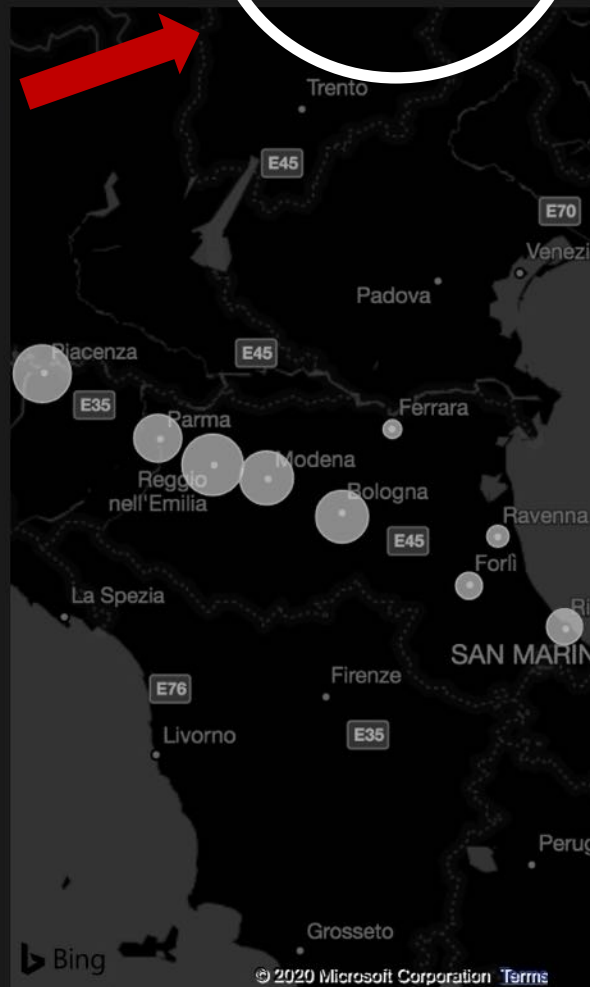 Trento
E45
E70
Venezi
Padova
E45
Piacenza
E35
Ferrara
Parma
Modena
Reggio
nell'Emilia
Bologna
Ravenna
E45
Forlì
La Spezia
Ri
SAN MARIN
Firenze
E76
E35
Livorno
Perug
Grosseto
Bing
© 2020 Microsoft Corporation Terms